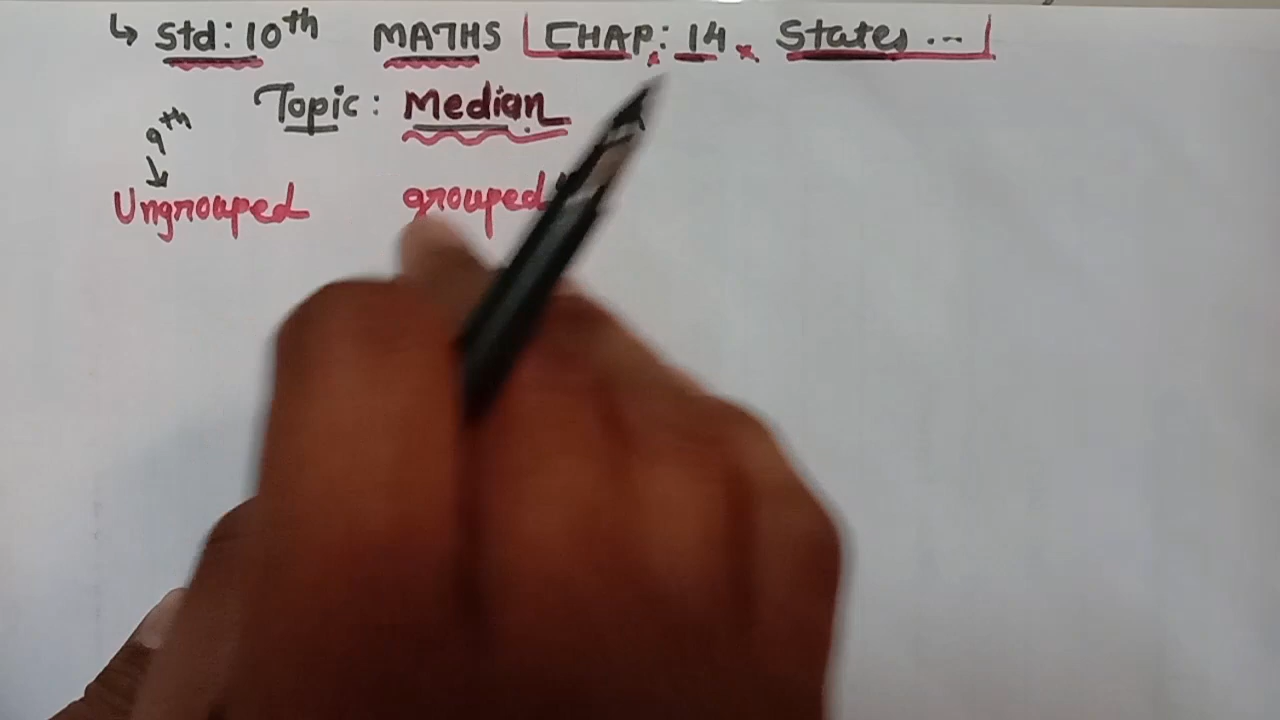 ↳ Std: 10th MATHS CHAP: 14 States ...
Topic: Median
9th
↓
Ungrouped grouped